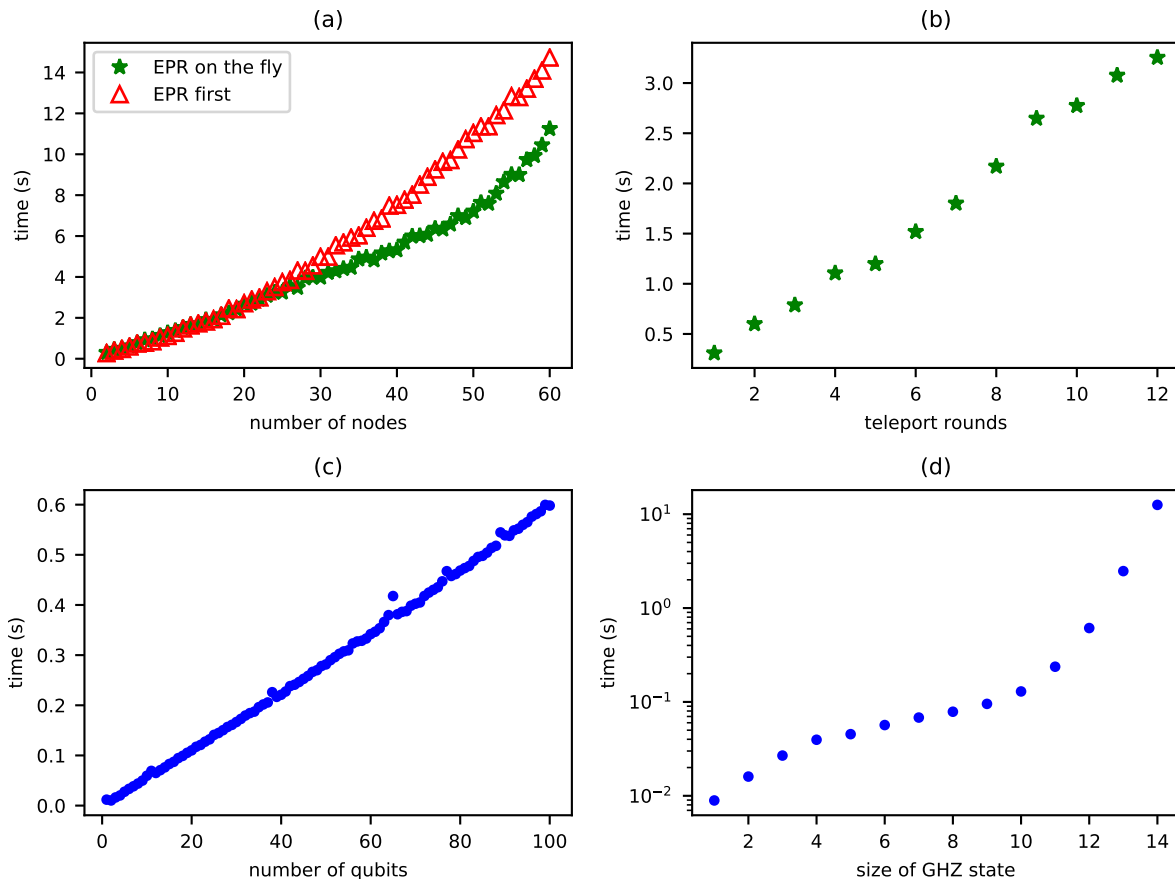 (a)
14
12
10
8
6
4
2
0
time (s)
EPR on the fly
EPR first
0 10 20 30 40 50 60
number of nodes
(b)
3.0
2.5
2.0
1.5
1.0
0.5
time (s)
2 4 6 8 10 12
teleport rounds
(c)
0.6
0.5
0.4
0.3
0.2
0.1
0.0
time (s)
0 20 40 60 80 100
number of qubits
(d)
10¹
10⁰
10⁻¹
10⁻²
time (s)
2 4 6 8 10 12 14
size of GHZ state